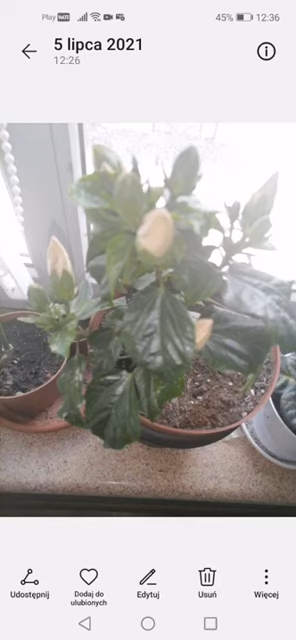 Play
45% 12:36
5 lipca 2021
12:26
Udostępnij
Dodaj do
ulubionych
Edytuj
Usuń
Więcej